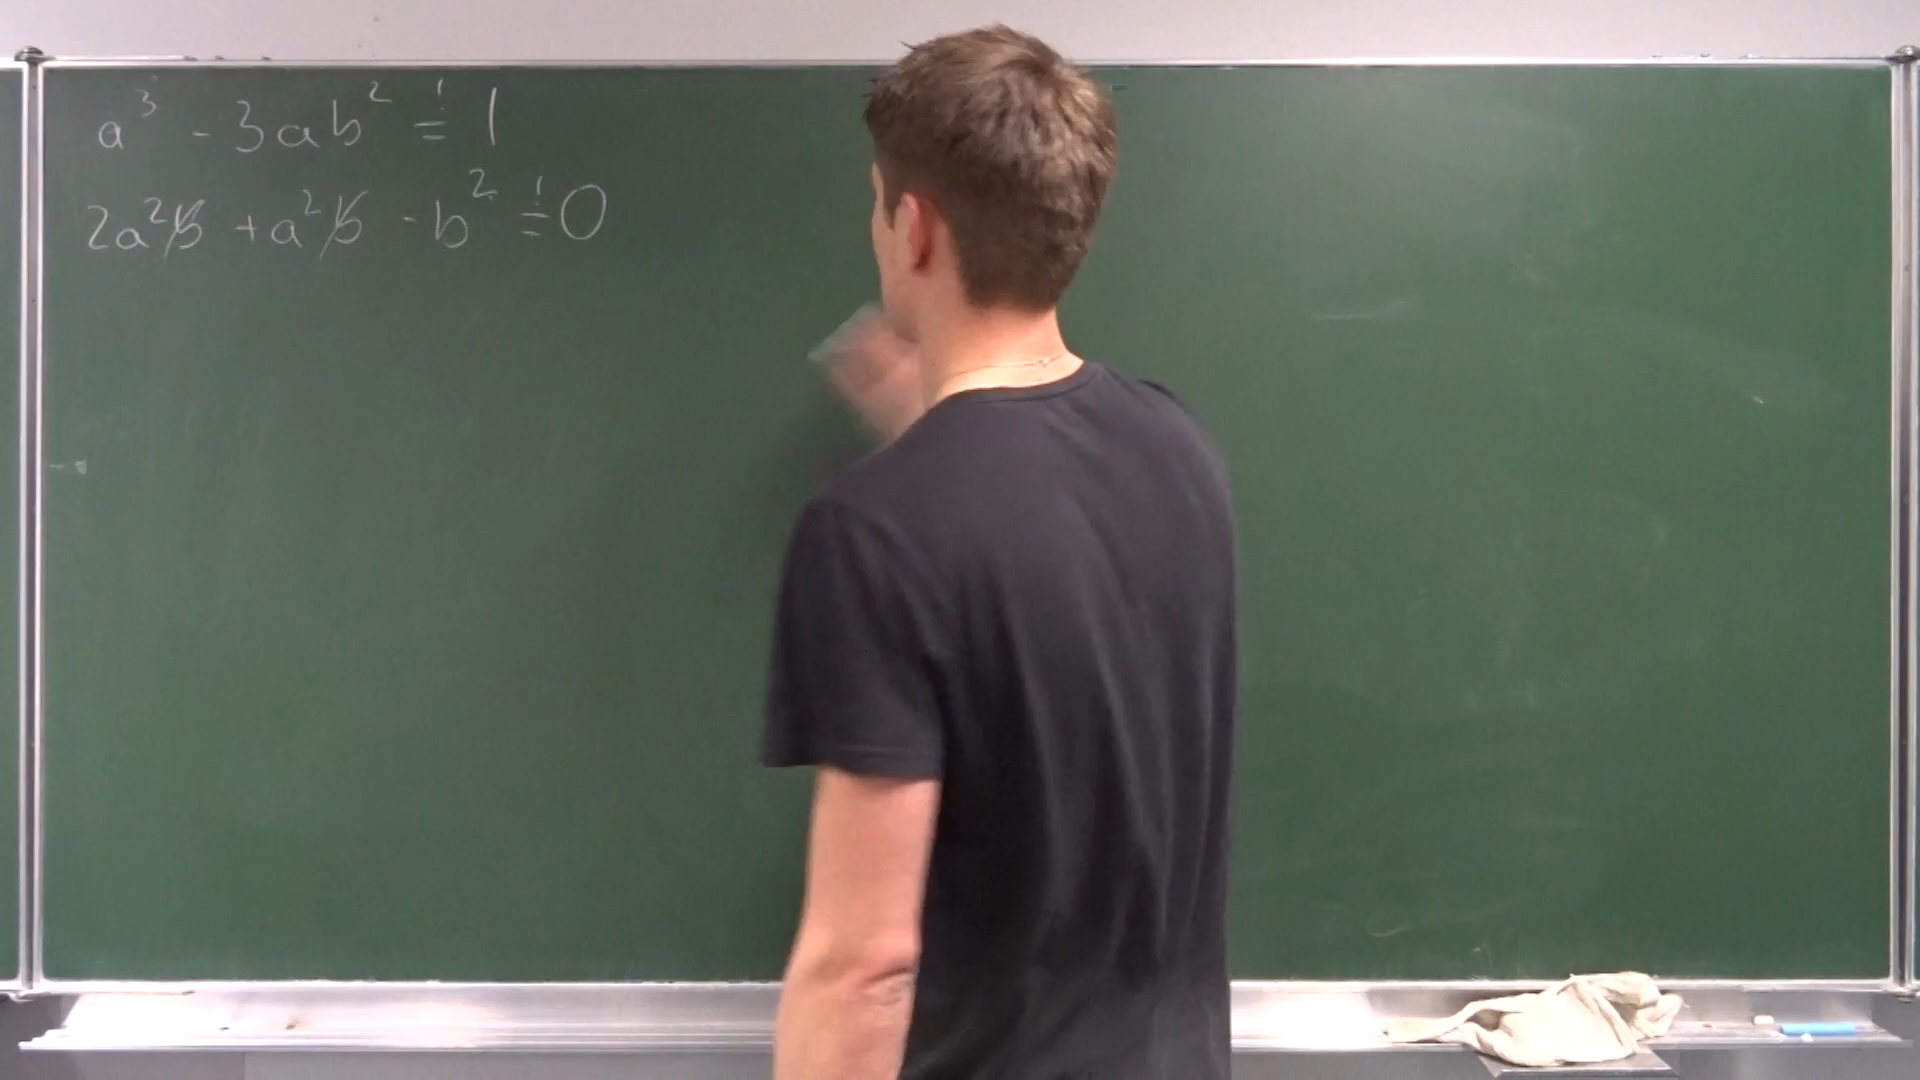 a³ - 3ab² =! 1
2a²b + a²b - b² =! 0